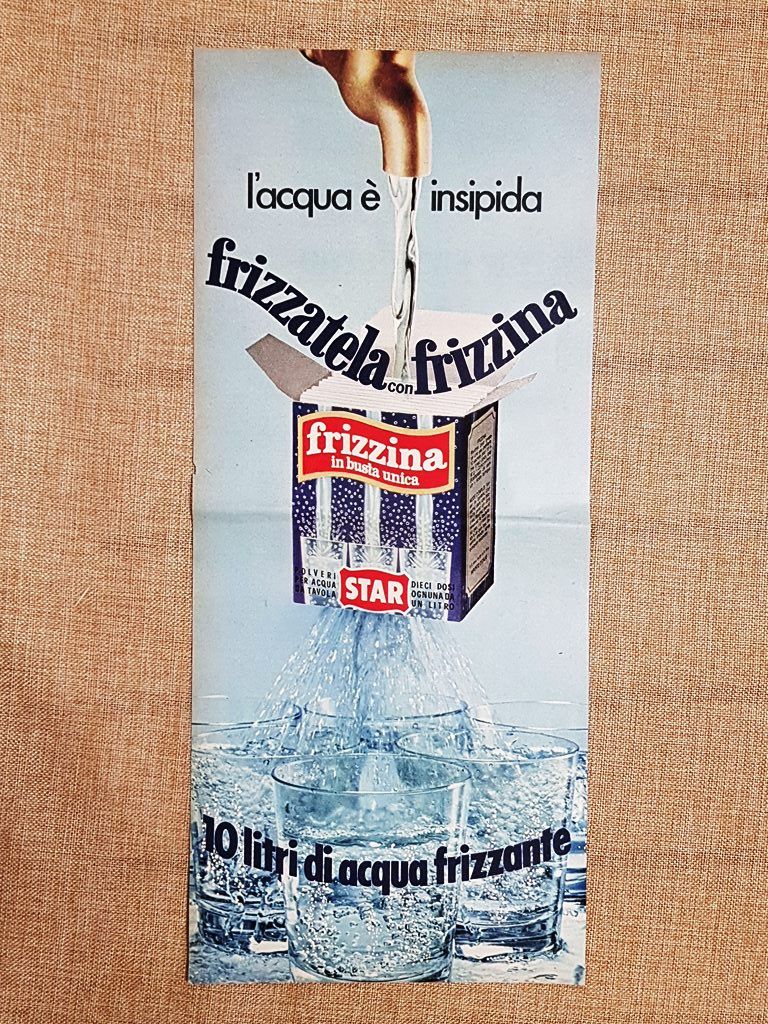 l'acqua è insipida
frizzatela con frizzina
frizzina
in busta unica
POLVERI
PER ACQUA
DA TAVOLA
STAR
DIECI DOSI
OGNUNA DA
UN LITRO
10 litri di acqua frizzante